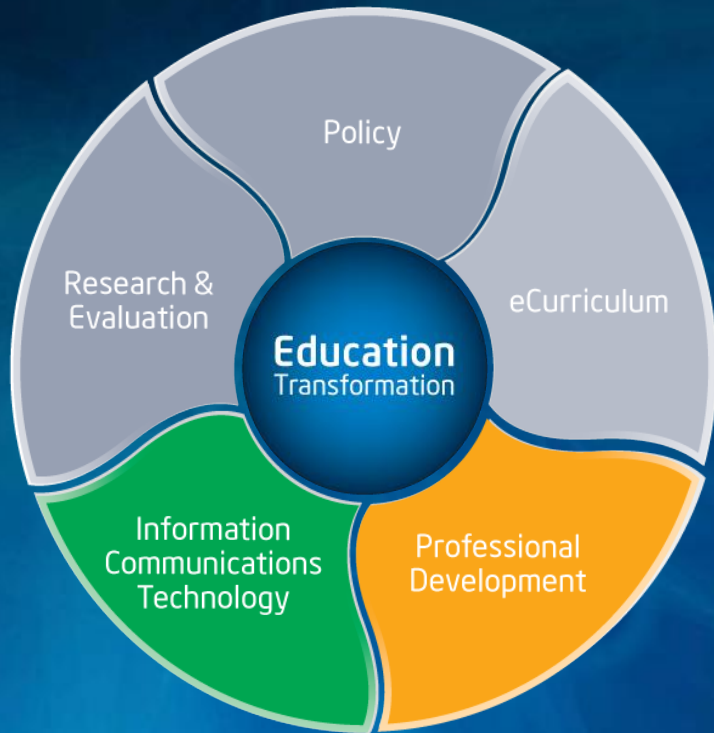 Policy
eCurriculum
Professional
Development
Information
Communications
Technology
Research &
Evaluation
Education
Transformation